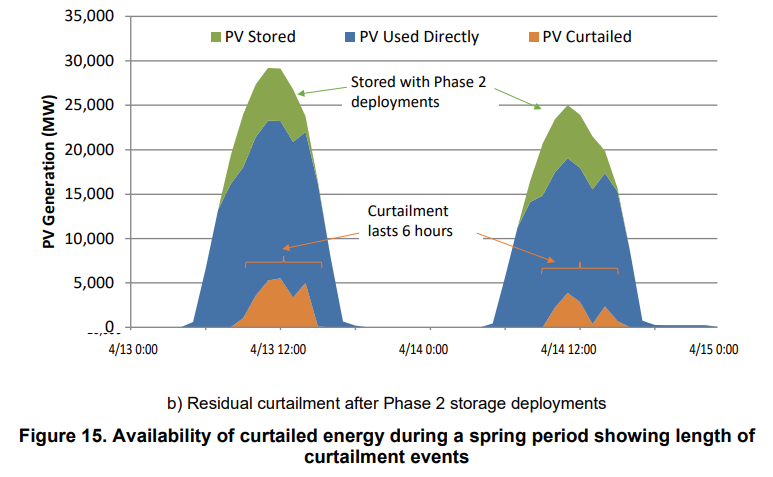 35,000
PV Stored PV Used Directly PV Curtailed
30,000
Stored with Phase 2
deployments
25,000
20,000
PV Generation (MW)
15,000
Curtailment
lasts 6 hours
10,000
5,000
0
4/13 0:00 4/13 12:00 4/14 0:00 4/14 12:00 4/15 0:00
b) Residual curtailment after Phase 2 storage deployments
Figure 15. Availability of curtailed energy during a spring period showing length of
curtailment events